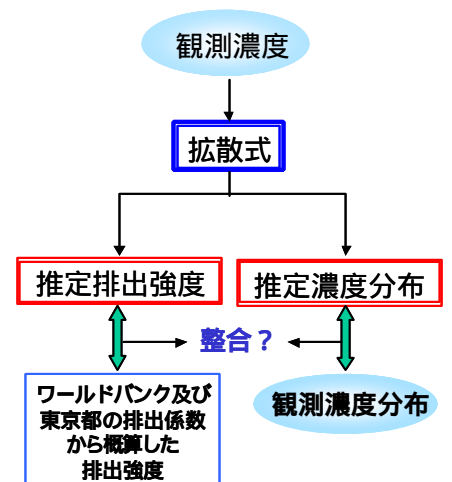 観測濃度
拡散式
推定排出強度
推定濃度分布
整合？
ワールドバンク及び
東京都の排出係数
から概算した
排出強度
観測濃度分布